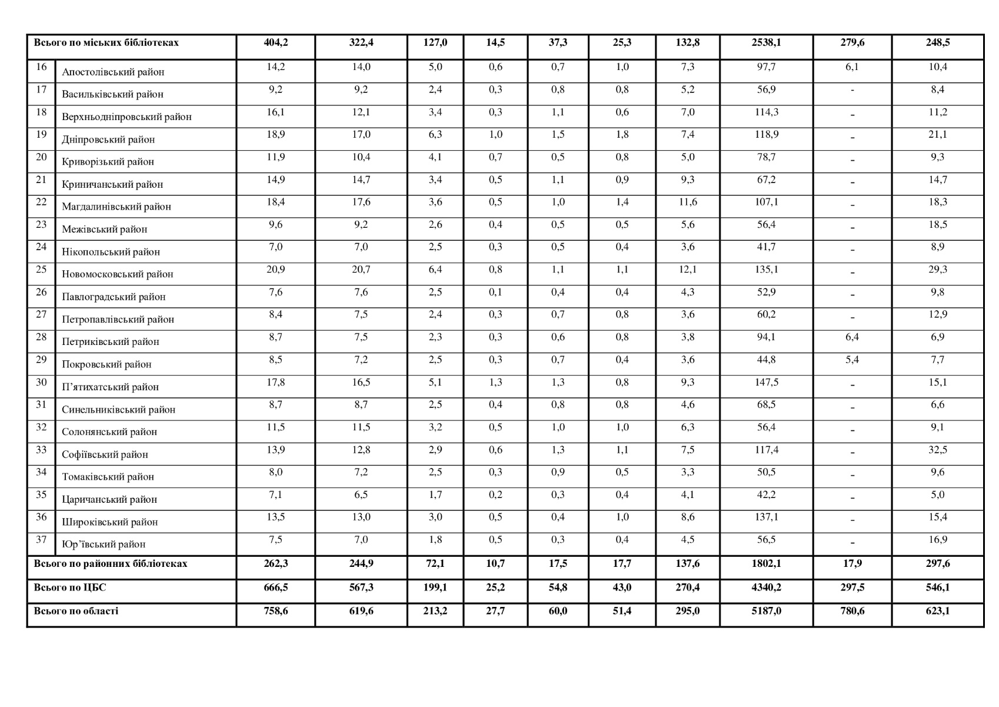 Всього по міських бібліотеках 404,2 322,4 127,0 14,5 37,3 25,3 132,8 2538,1 279,6 248,5
16 Апостолівський район 14,2 14,0 5,0 0,6 0,7 1,0 7,3 97,7 6,1 10,4
17 Васильківський район 9,2 9,2 2,4 0,3 0,8 0,8 5,2 56,9 - 8,4
18 Верхньодніпровський район 16,1 12,1 3,4 0,3 1,1 0,6 7,0 114,3 - 11,2
19 Дніпровський район 18,9 17,0 6,3 1,0 1,5 1,8 7,4 118,9 - 21,1
20 Криворізький район 11,9 10,4 4,1 0,7 0,5 0,8 5,0 78,7 - 9,3
21 Криничанський район 14,9 14,7 3,4 0,5 1,1 0,9 9,3 67,2 - 14,7
22 Магдалинівський район 18,4 17,6 3,6 0,5 1,0 1,4 11,6 107,1 - 18,3
23 Межівський район 9,6 9,2 2,6 0,4 0,5 0,5 5,6 56,4 - 18,5
24 Нікопольський район 7,0 7,0 2,5 0,3 0,5 0,4 3,6 41,7 - 8,9
25 Новомосковський район 20,9 20,7 6,4 0,8 1,1 1,1 12,1 135,1 - 29,3
26 Павлоградський район 7,6 7,6 2,5 0,1 0,4 0,4 4,3 52,9 - 9,8
27 Петропавлівський район 8,4 7,5 2,4 0,3 0,7 0,8 3,6 60,2 - 12,9
28 Петриківський район 8,7 7,5 2,3 0,3 0,6 0,8 3,8 94,1 6,4 6,9
29 Покровський район 8,5 7,2 2,5 0,3 0,7 0,4 3,6 44,8 5,4 7,7
30 П’ятихатський район 17,8 16,5 5,1 1,3 1,3 0,8 9,3 147,5 - 15,1
31 Синельниківський район 8,7 8,7 2,5 0,4 0,8 0,8 4,6 68,5 - 6,6
32 Солонянський район 11,5 11,5 3,2 0,5 1,0 1,0 6,3 56,4 - 9,1
33 Софіївський район 13,9 12,8 2,9 0,6 1,3 1,1 7,5 117,4 - 32,5
34 Томаківський район 8,0 7,2 2,5 0,3 0,9 0,5 3,3 50,5 - 9,6
35 Царичанський район 7,1 6,5 1,7 0,2 0,3 0,4 4,1 42,2 - 5,0
36 Широківський район 13,5 13,0 3,0 0,5 0,4 1,0 8,6 137,1 - 15,4
37 Юр’ївський район 7,5 7,0 1,8 0,5 0,3 0,4 4,5 56,5 - 16,9
Всього по районних бібліотеках 262,3 244,9 72,1 10,7 17,5 17,7 137,6 1802,1 17,9 297,6
Всього по ЦБС 666,5 567,3 199,1 25,2 54,8 43,0 270,4 4340,2 297,5 546,1
Всього по області 758,6 619,6 213,2 27,7 60,0 51,4 295,0 5187,0 780,6 623,1